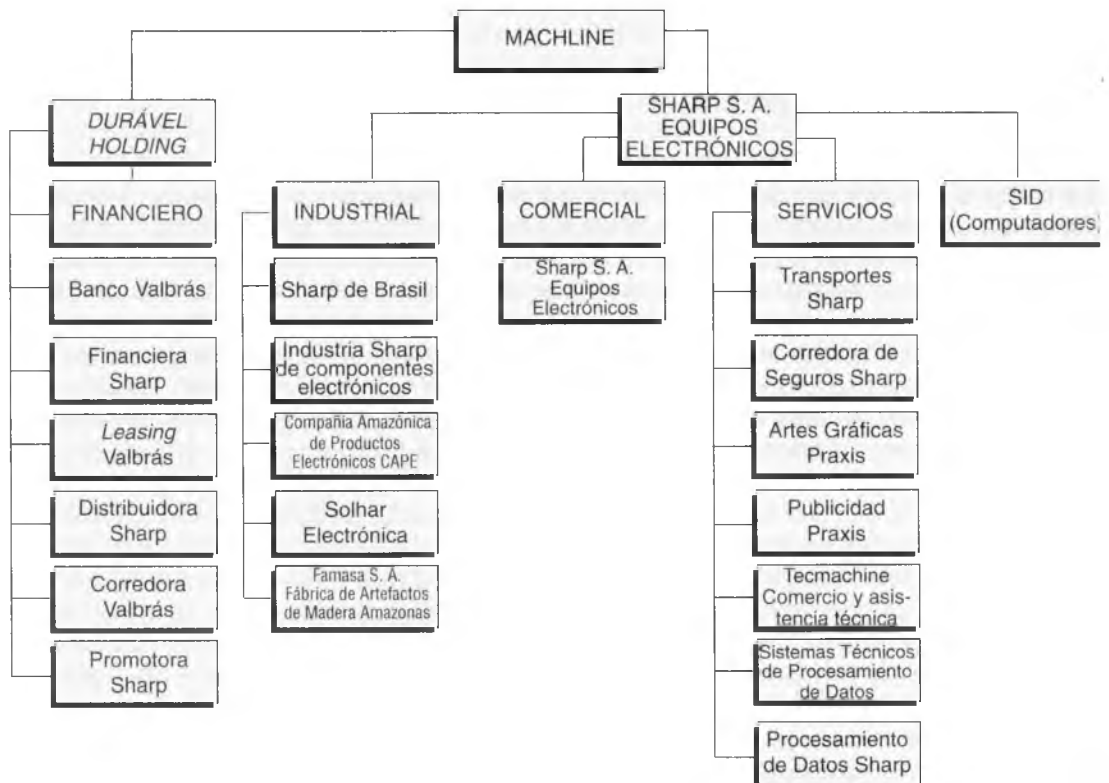 MACHLINE
DURÁVEL
HOLDING
SHARP S. A.
EQUIPOS
ELECTRÓNICOS
FINANCIERO
Banco Valbrás
Financiera
Sharp
Leasing
Valbrás
Distribuidora
Sharp
Corredora
Valbrás
Promotora
Sharp
INDUSTRIAL
Sharp de Brasil
Industria Sharp
de componentes
electrónicos
Compañia Amazónica
de Productos
Electrónicos CAPE
Solhar
Electrónica
Famasa S. A.
Fábrica de Artefactos
de Madera Amazonas
COMERCIAL
Sharp S. A.
Equipos
Electrónicos
SERVICIOS
Transportes
Sharp
Corredora de
Seguros Sharp
Artes Gráficas
Praxis
Publicidad
Praxis
Tecmachine
Comercio y asis-
tencia técnica
Sistemas Técnicos
de Procesamiento
de Datos
Procesamiento
de Datos Sharp
SID
(Computadores)